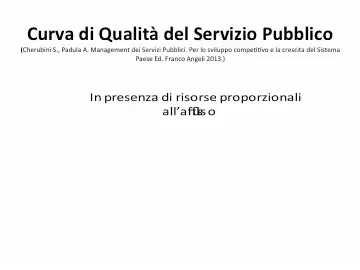 Curva di Qualità del Servizio Pubblico
(Cherubini S., Padula A. Management dei Servizi Pubblici. Per lo sviluppo competitivo e la crescita del Sistema
Paese Ed. Franco Angeli 2013.)
In presenza di risorse proporzionali